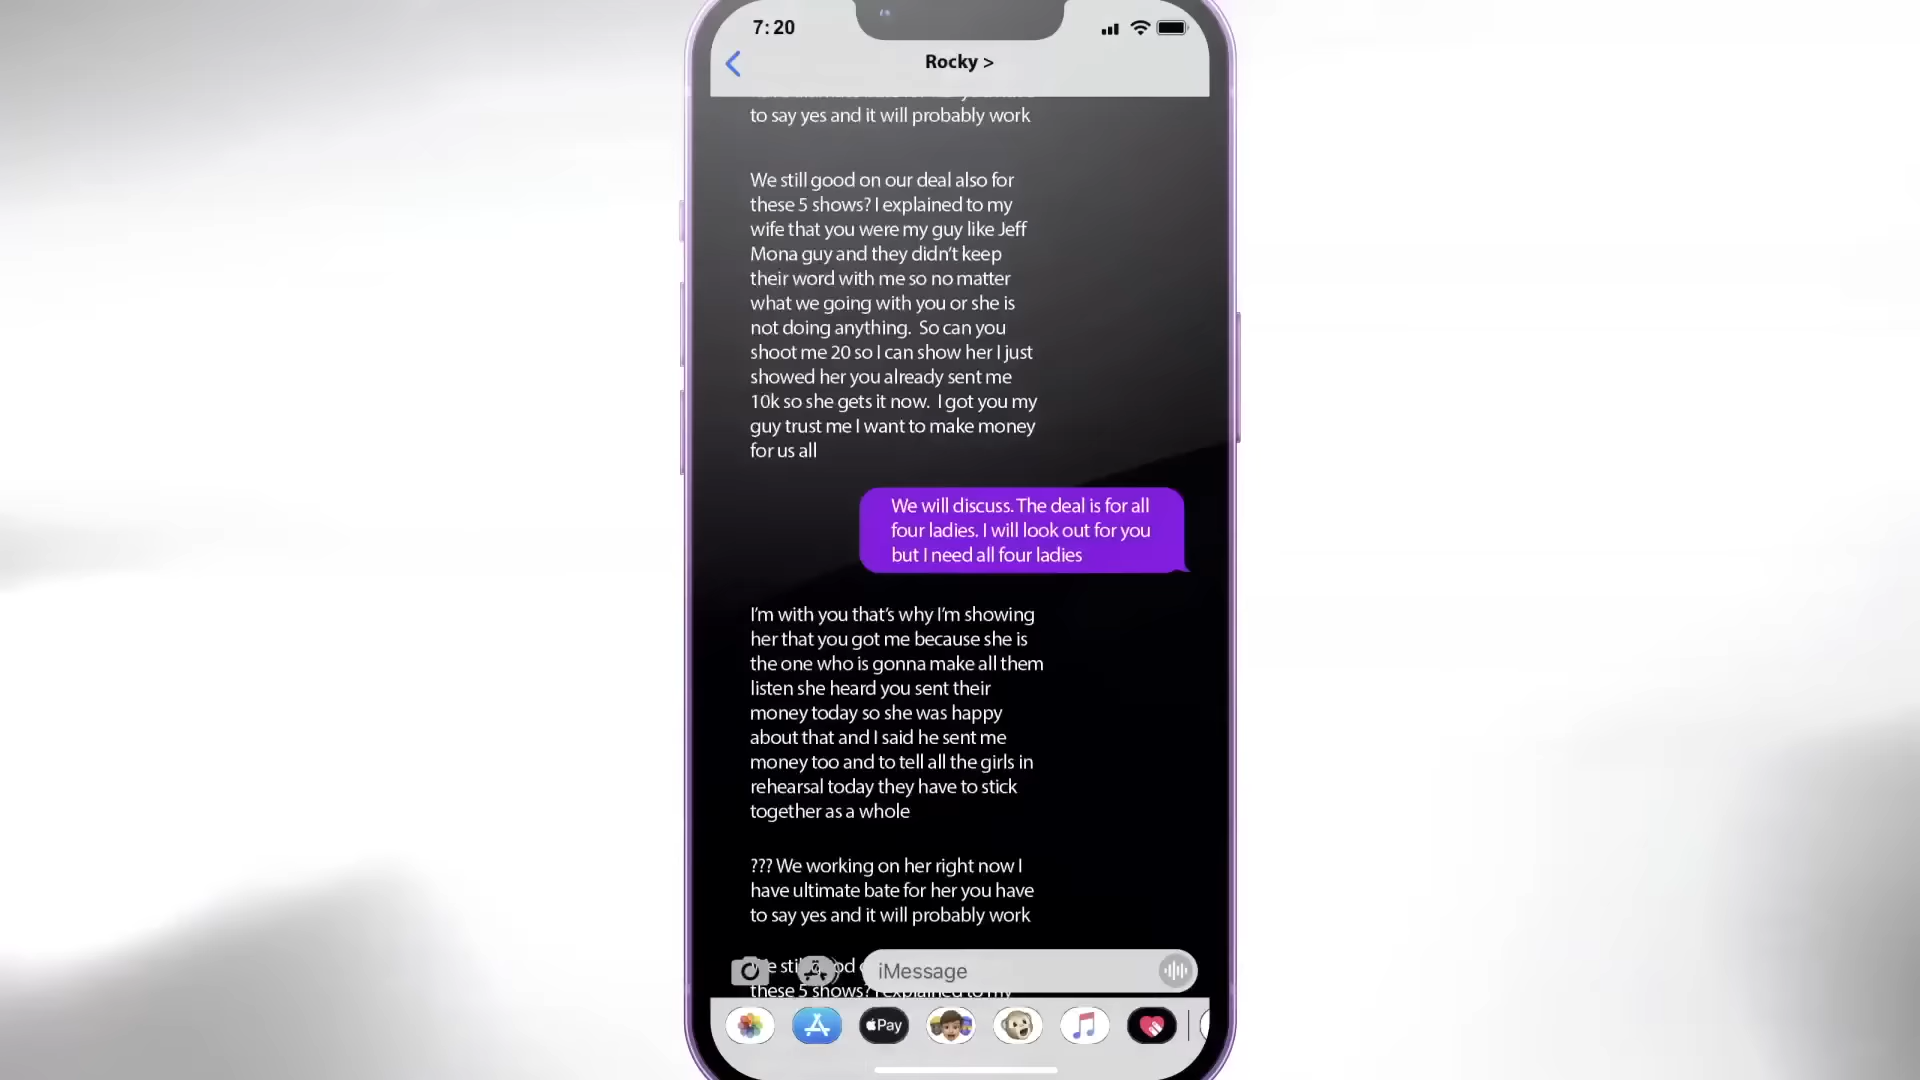 7:20
Rocky >
to say yes and it will probably work
We still good on our deal also for
these 5 shows? I explained to my
wife that you were my guy like Jeff
Mona guy and they didn't keep
their word with me so no matter
what we going with you or she is
not doing anything.  So can you
shoot me 20 so I can show her I just
showed her you already sent me
10k so she gets it now.  I got you my
guy trust me I want to make money
for us all
We will discuss. The deal is for all
four ladies. I will look out for you
but I need all four ladies
I'm with you that's why I'm showing
her that you got me because she is
the one who is gonna make all them
listen she heard you sent their
money today so she was happy
about that and I said he sent me
money too and to tell all the girls in
rehearsal today they have to stick
together as a whole
??? We working on her right now I
have ultimate bate for her you have
to say yes and it will probably work
iMessage
these 5 shows? I explained to my
Pay